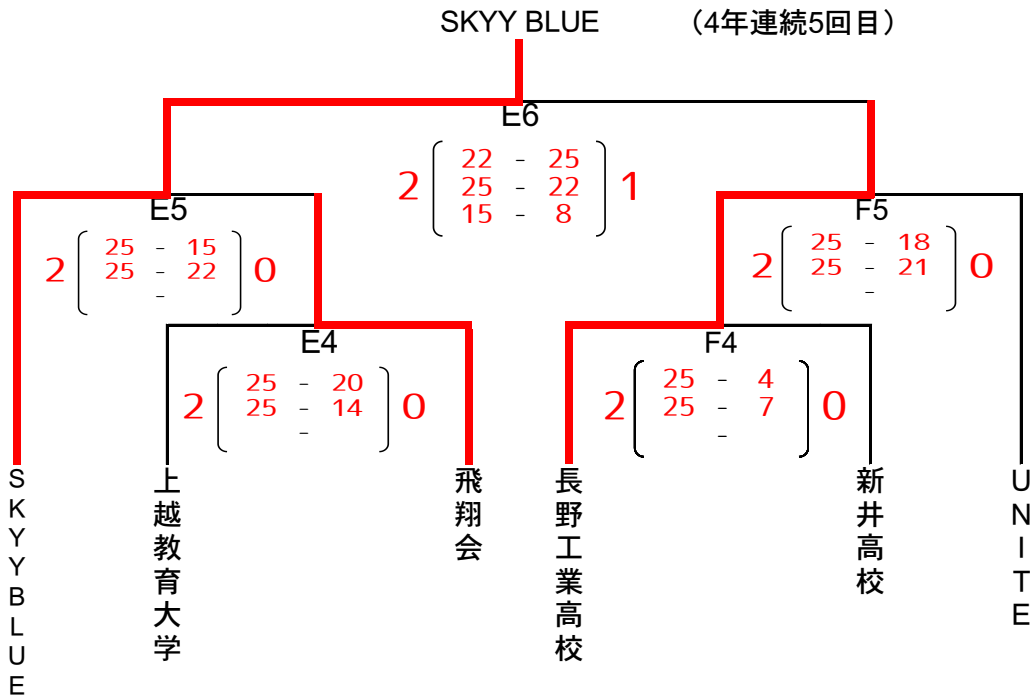 SKYY BLUE （4年連続5回目）
E6
2 22 - 25 1
25 - 22
15 - 8
E5
2 25 - 15 0
25 - 22
-
F5
2 25 - 18 0
25 - 21
-
E4
2 25 - 20 0
25 - 14
-
F4
2 25 - 4 0
25 - 7
-
SKYYBLUE
上越教育大学
飛翔会
長野工業高校
新井高校
UNITE